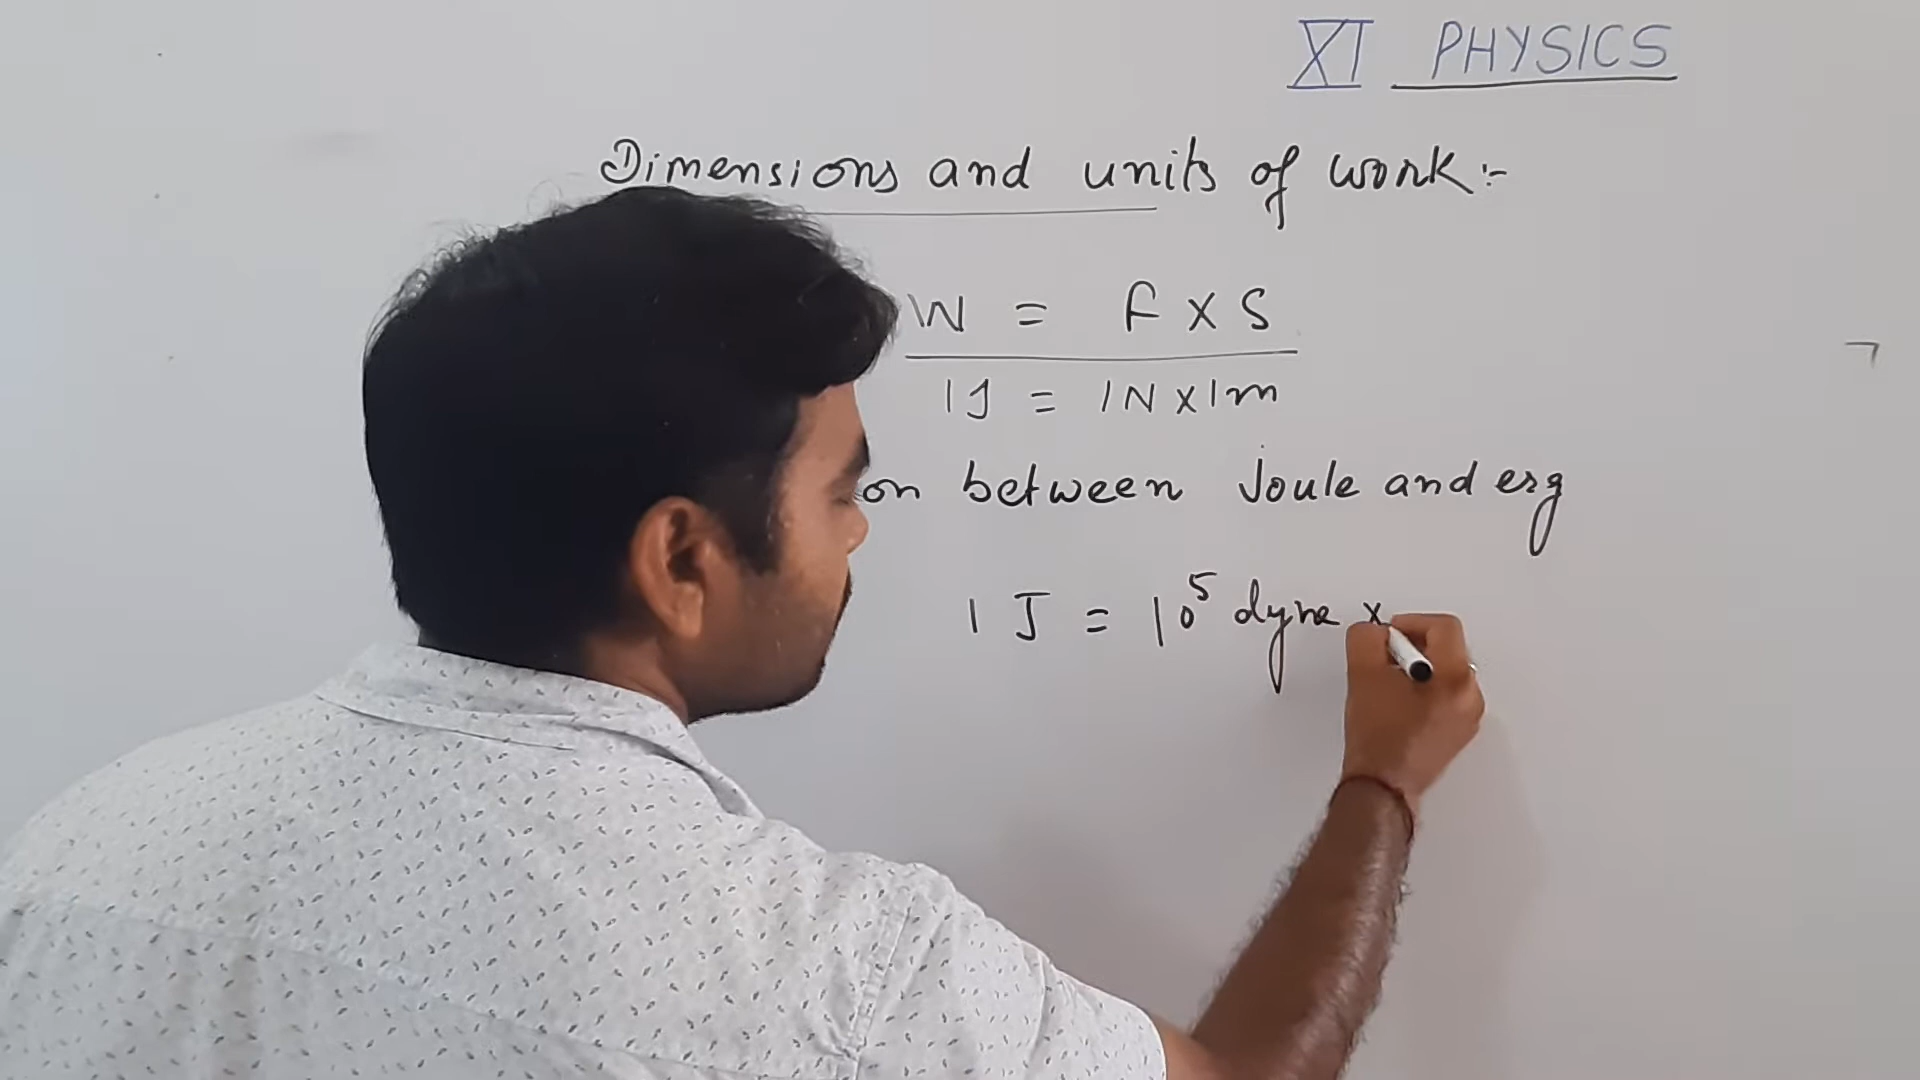 XI PHYSICS
Dimensions and units of work:-
W = F X S
1J = 1N x 1m
on between Joule and erg
1 J = 10⁵ dyne x